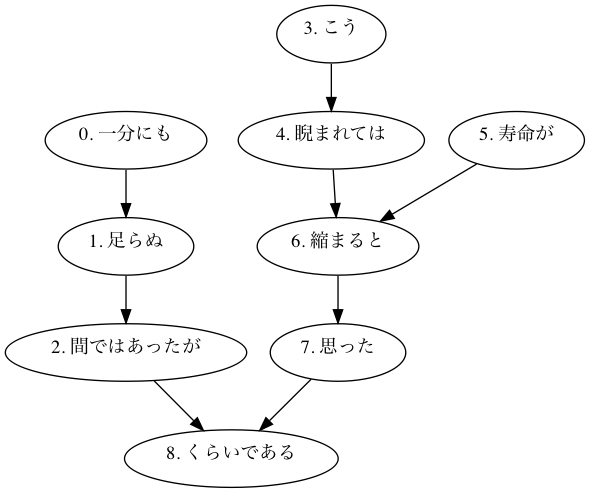 3. こう
0. 一分にも
4. 睨まれては
5. 寿命が
1. 足らぬ
6. 縮まると
2. 間ではあったが
7. 思った
8. くらいである